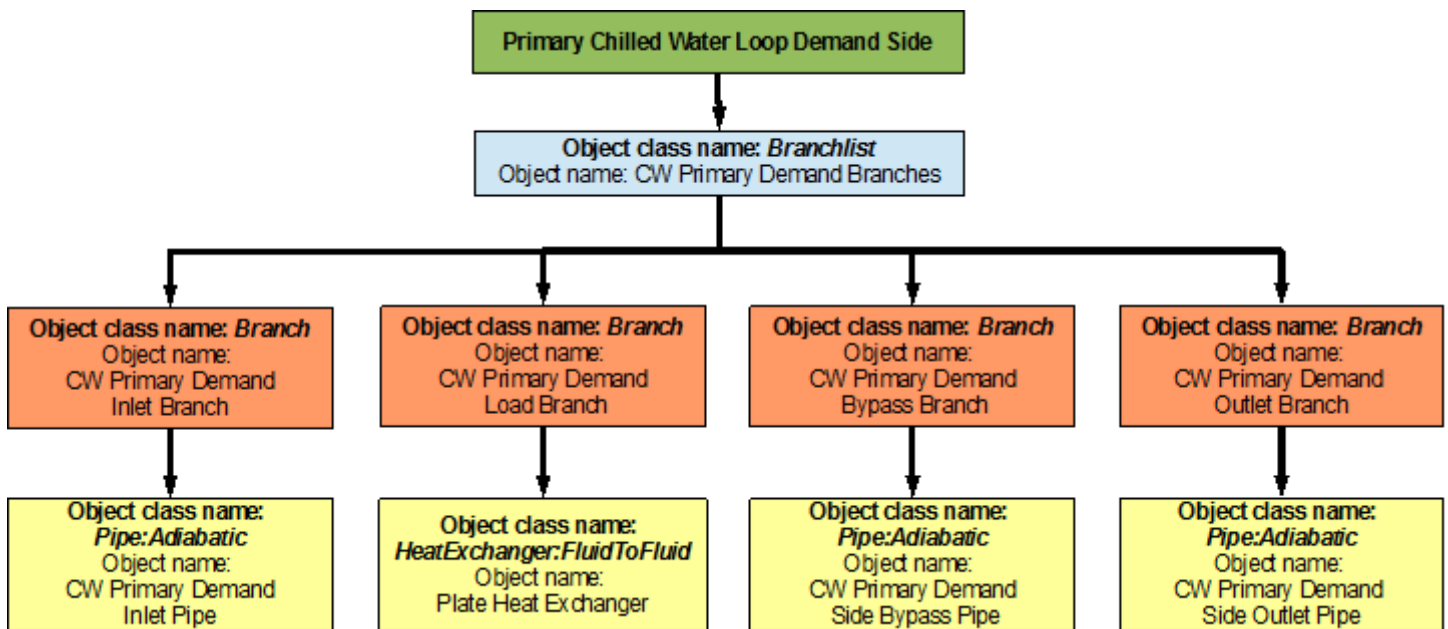 Primary Chilled Water Loop Demand Side
Object class name: Branchlist
Object name: CW Primary Demand Branches
Object class name: Branch
Object name:
CW Primary Demand
Inlet Branch
Object class name: Branch
Object name:
CW Primary Demand
Load Branch
Object class name: Branch
Object name:
CW Primary Demand
Bypass Branch
Object class name: Branch
Object name:
CW Primary Demand
Outlet Branch
Object class name:
Pipe:Adiabatic
Object name:
CW Primary Demand
Inlet Pipe
Object class name:
HeatExchanger:FluidToFluid
Object name:
Plate Heat Exchanger
Object class name:
Pipe:Adiabatic
Object name:
CW Primary Demand
Side Bypass Pipe
Object class name:
Pipe:Adiabatic
Object name:
CW Primary Demand
Side Outlet Pipe